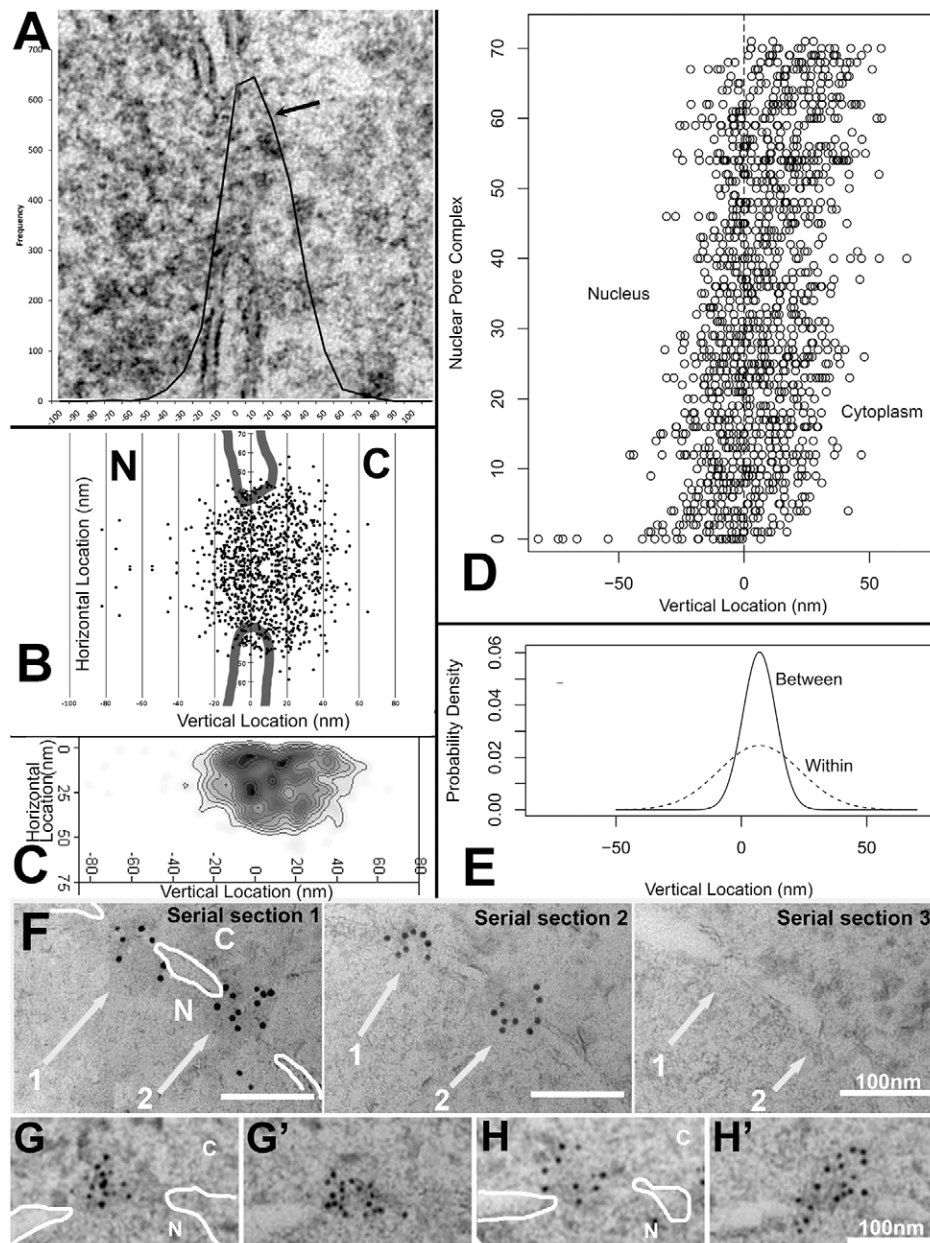 A
700
600
500
400
300
200
100
0
Frequency
-100 -90 -80 -70 -60 -50 -40 -30 -20 -10 0 10 20 30 40 50 60 70 80 90 100
B
N
C
Horizontal Location (nm)
70
60
50
50
60
70
-100 -80 -60 -40 -20 0 20 40 60 80
Vertical Location (nm)
C
Horizontal
Location(nm)
0
25
50
75
-80 -60 -40 -20 0 20 40 60 80
Vertical Location (nm)
D
Nuclear Pore Complex
70
60
50
40
30
20
10
0
Nucleus
Cytoplasm
−50 0 50
Vertical Location (nm)
E
Probability Density
0.06
0.04
0.02
0.00
Between
Within
−50 0 50
Vertical Location (nm)
F
Serial section 1
C
N
1
2
Serial section 2
1
2
Serial section 3
1
2
100nm
G
C
N
G’
H
C
N
H’
100nm